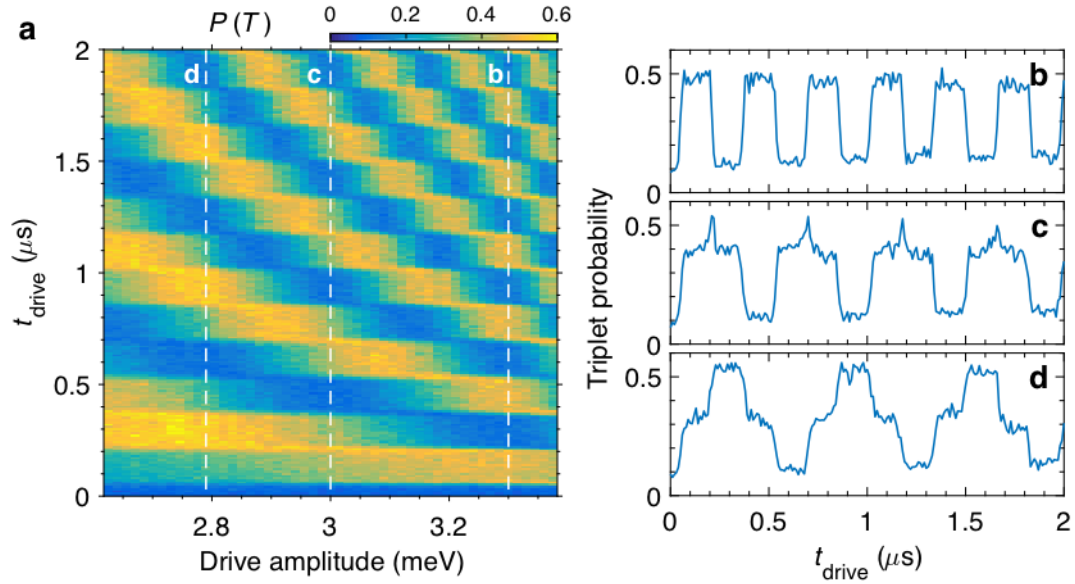 a
P(T)
0 0.2 0.4 0.6
d c b
2
1.5
1
0.5
0
t_drive (μs)
2.8 3 3.2
Drive amplitude (meV)
Triplet probability
b
0.5
0
c
0.5
0
d
0.5
0
0 0.5 1 1.5 2
t_drive (μs)